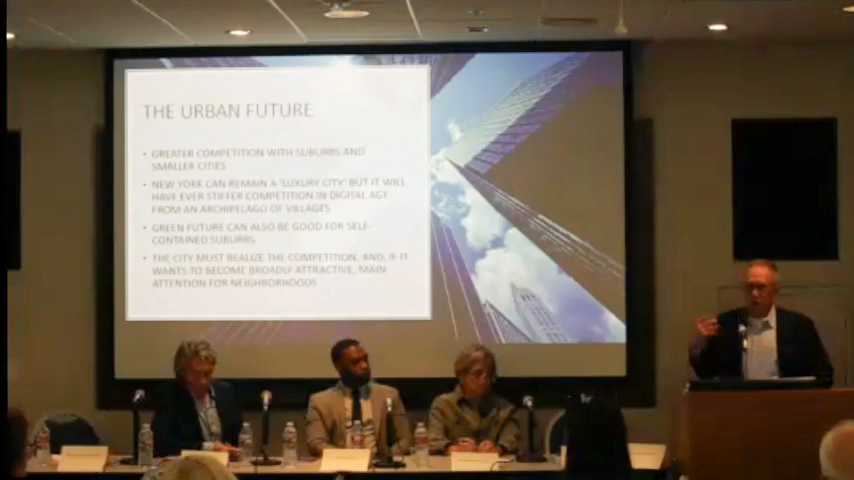 THE URBAN FUTURE
• GREATER COMPETITION WITH SUBURBS AND
SMALLER CITIES
• NEW YORK CAN REMAIN A 'LUXURY CITY' BUT IT WILL
HAVE EVER STIFFER COMPETITION IN DIGITAL AGE
FROM AN ARCHIPELAGO OF VILLAGES.
• GREEN FUTURE CAN ALSO BE GOOD FOR SELF-
CONTAINED SUBURBS
• THE CITY MUST REALIZE THE COMPETITION, AND, IF IT
WANTS TO BECOME BROADLY ATTRACTIVE, MAIN
ATTENTION FOR NEIGHBORHOODS